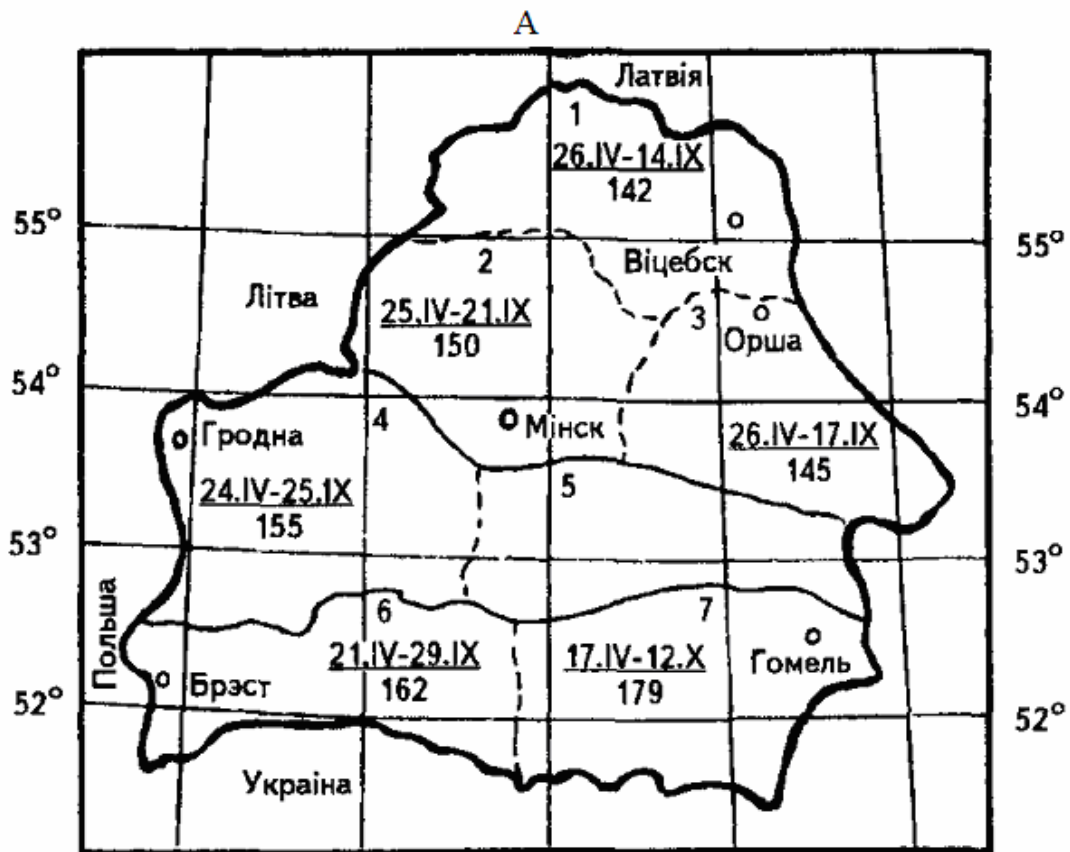 А
Латвія
1
26.IV-14.IX
142
55°
55°
2
Віцебск
Літва
25.IV-21.IX
150
3
Орша
54°
54°
4
Мінск
Гродна
26.IV-17.IX
145
24.IV-25.IX
155
5
53°
53°
Польша
6
7
21.IV-29.IX
162
17.IV-12.X
179
Гомель
Брэст
52°
52°
Украіна